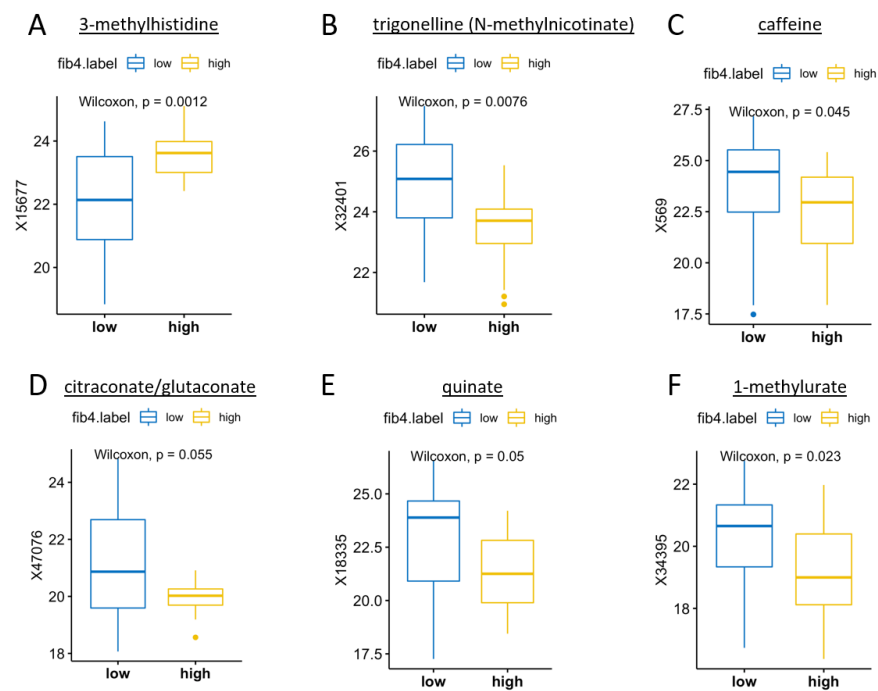 A 3-methylhistidine
fib4.label low high
Wilcoxon, p = 0.0012
24
22
20
X15677
low high
B trigonelline (N-methylnicotinate)
fib4.label low high
Wilcoxon, p = 0.0076
26
24
22
X32401
low high
C caffeine
fib4.label low high
Wilcoxon, p = 0.045
27.5
25.0
22.5
20.0
17.5
X569
low high
D citraconate/glutaconate
fib4.label low high
Wilcoxon, p = 0.055
24
22
20
18
X47076
low high
E quinate
fib4.label low high
Wilcoxon, p = 0.05
25.0
22.5
20.0
17.5
X18335
low high
F 1-methylurate
fib4.label low high
Wilcoxon, p = 0.023
22
20
18
X34395
low high